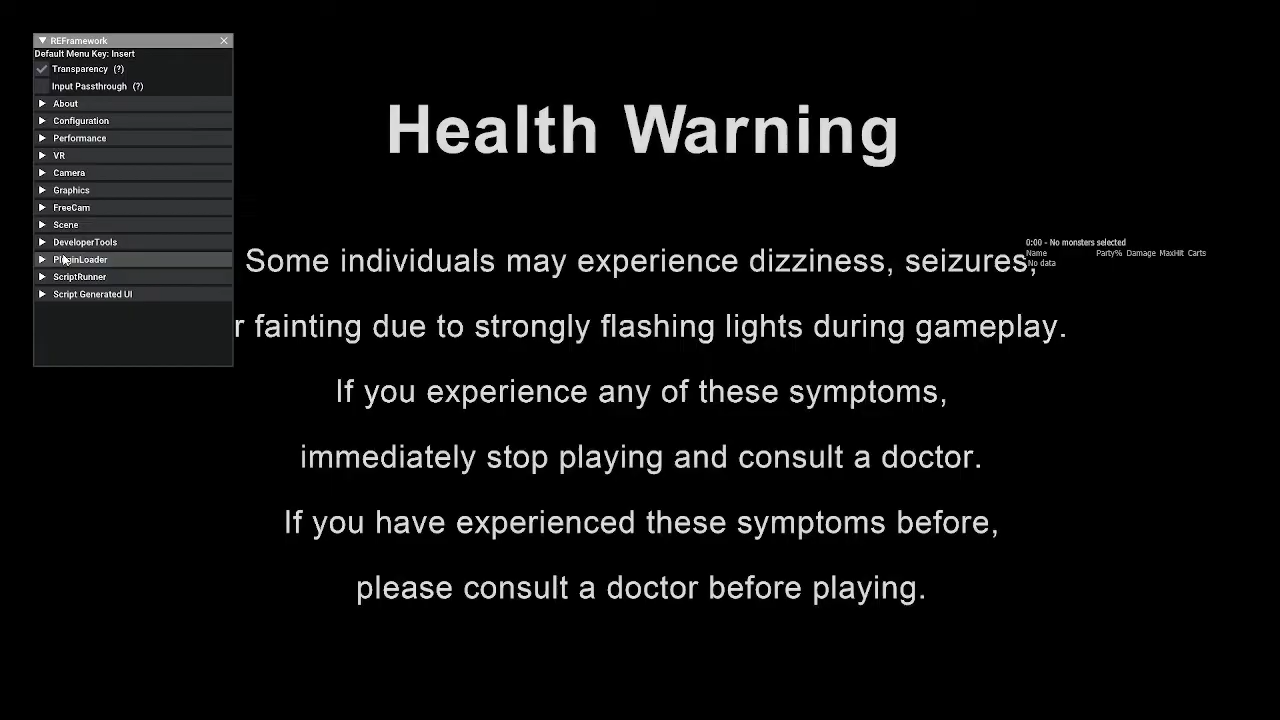 REFramework
Default Menu Key: Insert
Transparency (?)
Input Passthrough (?)
About
Configuration
Performance
VR
Camera
Graphics
FreeCam
Scene
DeveloperTools
PluginLoader
ScriptRunner
Script Generated UI
Health Warning
Some individuals may experience dizziness, seizures,
r fainting due to strongly flashing lights during gameplay.
If you experience any of these symptoms,
immediately stop playing and consult a doctor.
If you have experienced these symptoms before,
please consult a doctor before playing.
0:00 - No monsters selected
Name Party% Damage MaxHit Carts
No data